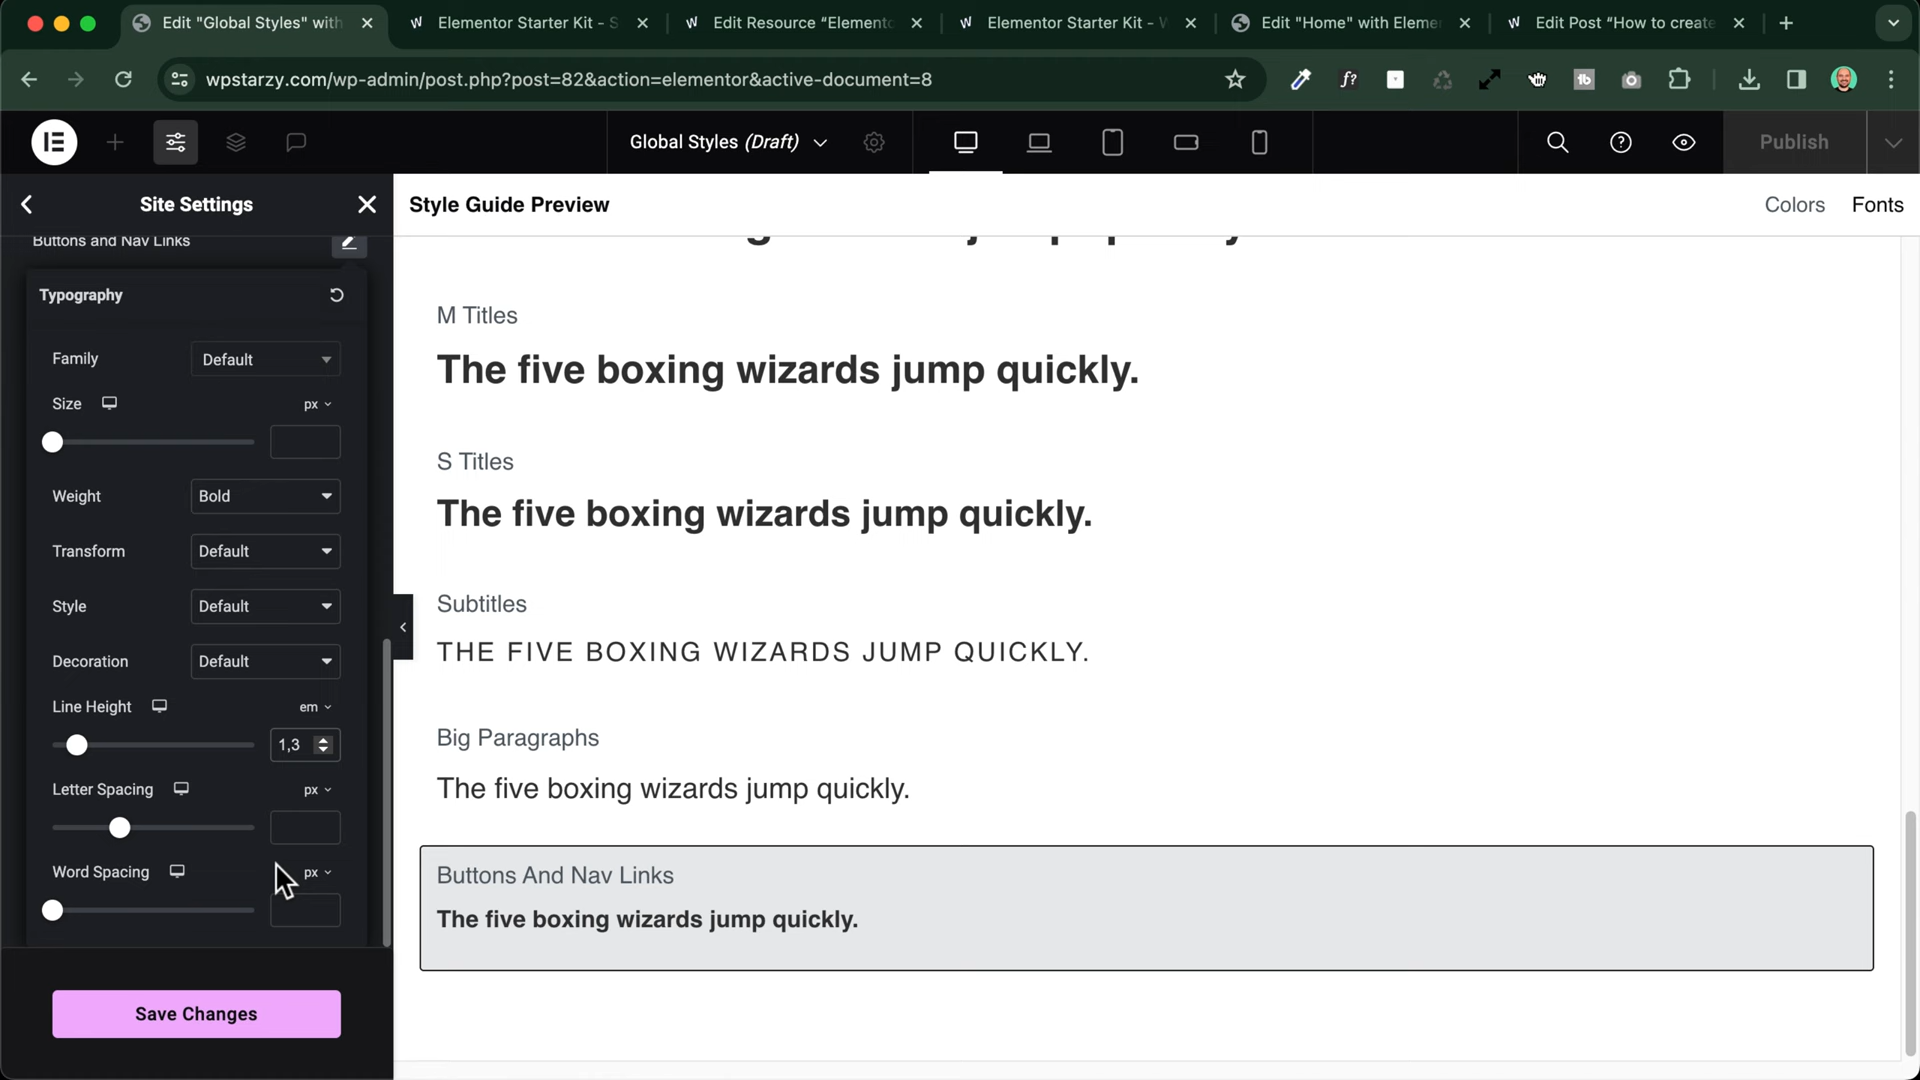 Edit "Global Styles" with
Elementor Starter Kit - S
Edit Resource “Elemento
Elementor Starter Kit - W
Edit "Home" with Eleme
Edit Post “How to create
wpstarzy.com/wp-admin/post.php?post=82&action=elementor&active-document=8
f?
tb
Global Styles (Draft)
Publish
Site Settings
Style Guide Preview
Colors
Fonts
Buttons and Nav Links
Typography
Family
Default
Size
px
Weight
Bold
Transform
Default
Style
Default
Decoration
Default
Line Height
em
1,3
Letter Spacing
px
Word Spacing
px
Save Changes
M Titles
The five boxing wizards jump quickly.
S Titles
The five boxing wizards jump quickly.
Subtitles
THE FIVE BOXING WIZARDS JUMP QUICKLY.
Big Paragraphs
The five boxing wizards jump quickly.
Buttons And Nav Links
The five boxing wizards jump quickly.